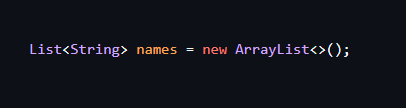 List<String> names = new ArrayList<>();